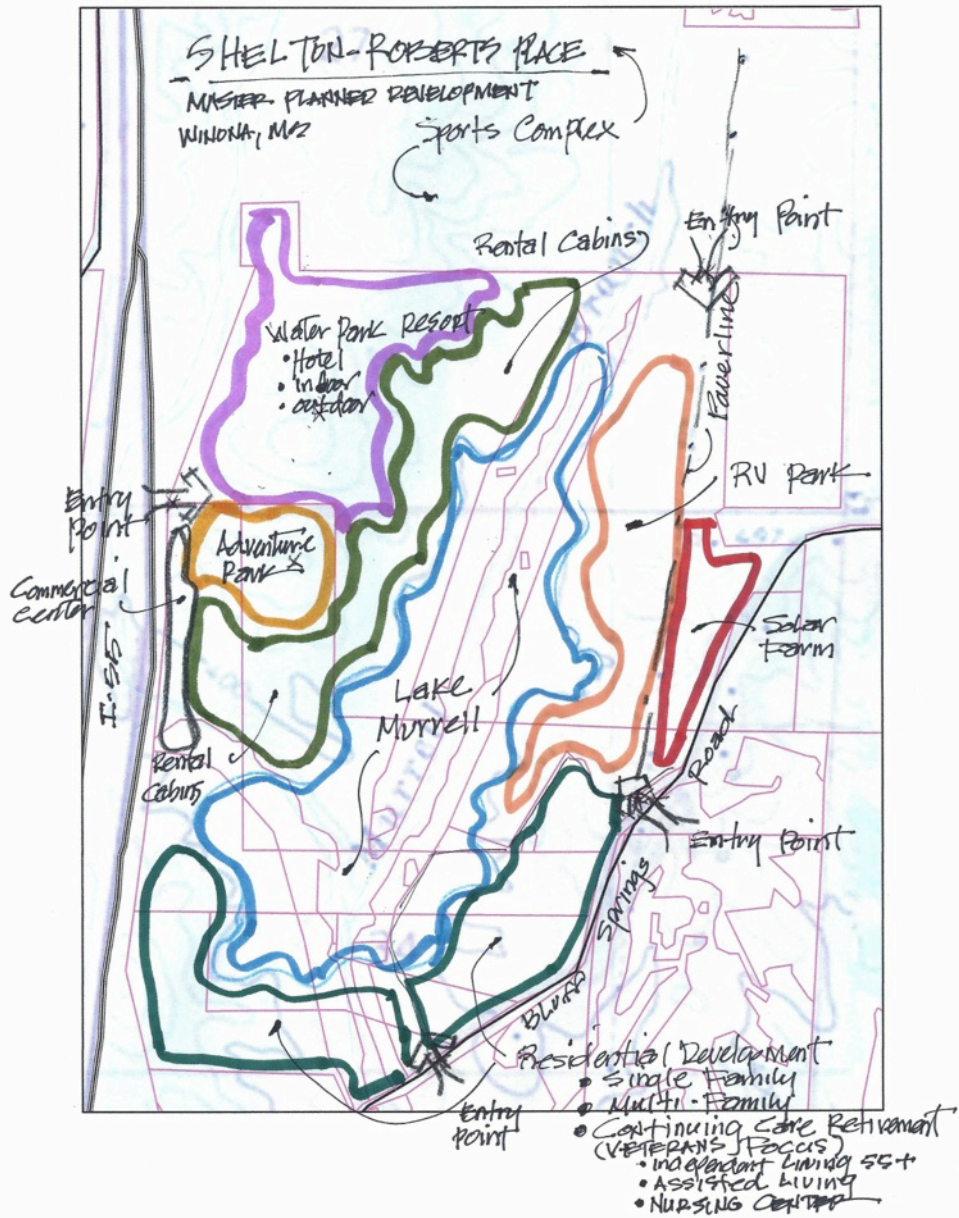 SHELTON-ROBERTS PLACE
MASTER PLANNED DEVELOPMENT
WINONA, MS
Sports Complex
Entry Point
Rental Cabins
Water Park Resort
• Hotel
• indoor
• outdoor
Powerline
RV Park
Entry
Point
Adventure
Park
Commercial
Center
Solar
Farm
I-55
Lake
Murrell
Rental
Cabins
Road
Entry Point
Springs
Bluff
Residential Development
• Single Family
• Multi-Family
• Continuing Care Retirement
(VETERANS FOCUS)
• independent Living 55+
• Assisted Living
• NURSING CENTER
Entry
Point